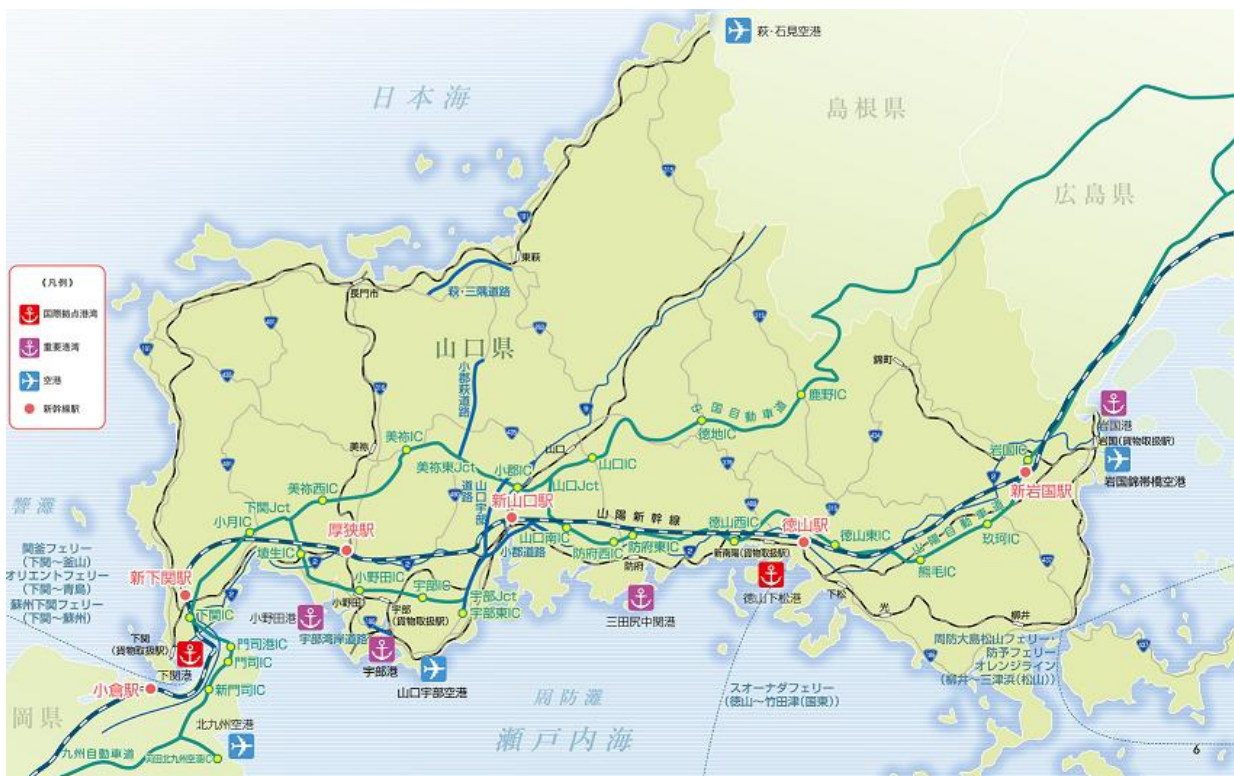 萩・石見空港
日本海
島根県
広島県
《凡例》
国際拠点港湾
重要港湾
空港
新幹線駅
東萩
長門市
萩・三隅道路
山口県
小郡萩道路
錦町
鹿野IC
中国自動車道
徳地IC
岩国港
岩国(貨物取扱駅)
岩国IC
岩国錦帯橋空港
新岩国駅
美祢
美祢IC
美祢東Jct
小郡IC
山口
山口IC
山口Jct
美祢西IC
下関Jct
小月IC
厚狭駅
埴生IC
山口宇部
道路
新山口駅
山陽新幹線
山口南IC
小郡道路
防府西IC
防府東IC
防府
徳山西IC
新南陽(貨物取扱駅)
徳山駅
徳山東IC
山陽自動車道
玖珂IC
熊毛IC
響灘
関釜フェリー
(下関~釜山)
オリエントフェリー
(下関~青島)
蘇州下関フェリー
(下関~蘇州)
新下関駅
下関IC
小野田IC
小野田
小野田港
宇部IC
宇部
(貨物取扱駅)
宇部Jct
宇部東IC
宇部湾岸道路
宇部港
山口宇部空港
三田尻中関港
徳山下松港
下松
光
柳井
下関
(貨物取扱駅)
下関港
門司港IC
門司IC
小倉駅
新門司IC
岡県
北九州空港
九州自動車道
苅田北九州空港IC
周防灘
瀬戸内海
スオーナダフェリー
(徳山~竹田津(国東))
周防大島松山フェリー・
防予フェリー
オレンジライン
(柳井~三津浜(松山))
6